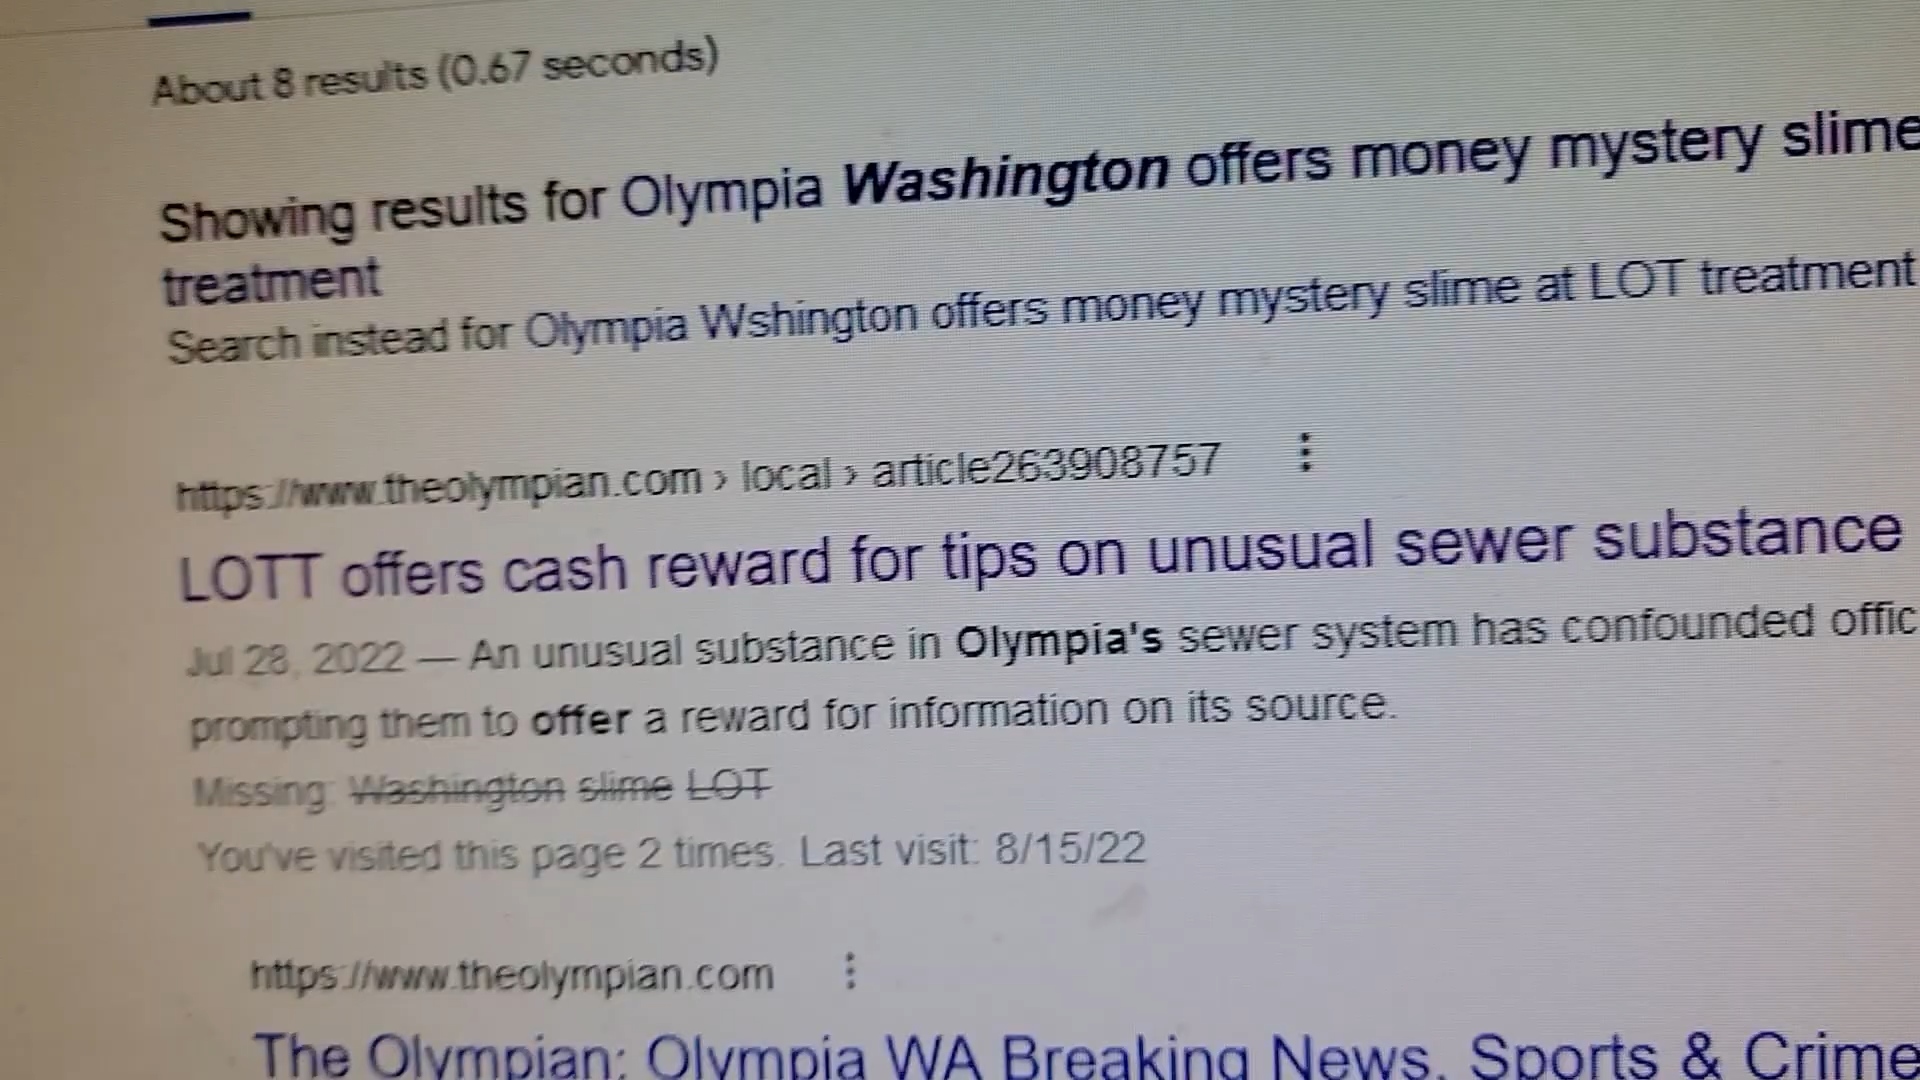 About 8 results (0.67 seconds)
Showing results for Olympia Washington offers money mystery slime
treatment
Search instead for Olympia Wshington offers money mystery slime at LOT treatment
https://www.theolympian.com › local › article263908757
LOTT offers cash reward for tips on unusual sewer substance
Jul 28, 2022 — An unusual substance in Olympia's sewer system has confounded offic
prompting them to offer a reward for information on its source.
Missing: Washington slime LOT
You've visited this page 2 times. Last visit: 8/15/22
https://www.theolympian.com
The Olympian: Olympia WA Breaking News, Sports & Crime